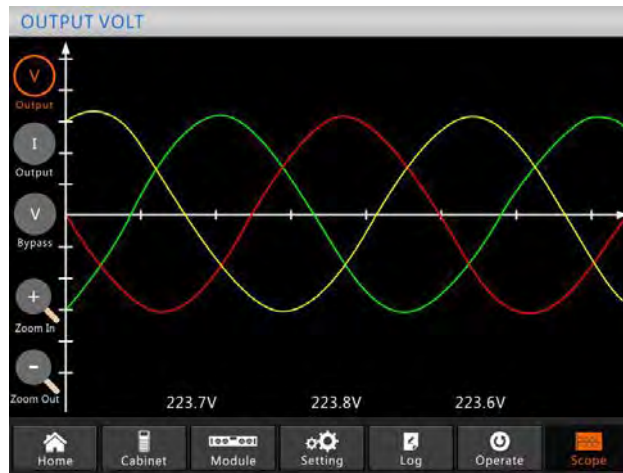 OUTPUT VOLT
V
Output
I
Output
V
Bypass
+
Zoom In
-
Zoom Out
223.7V 223.8V 223.6V
Home Cabinet Module Setting Log Operate Scope